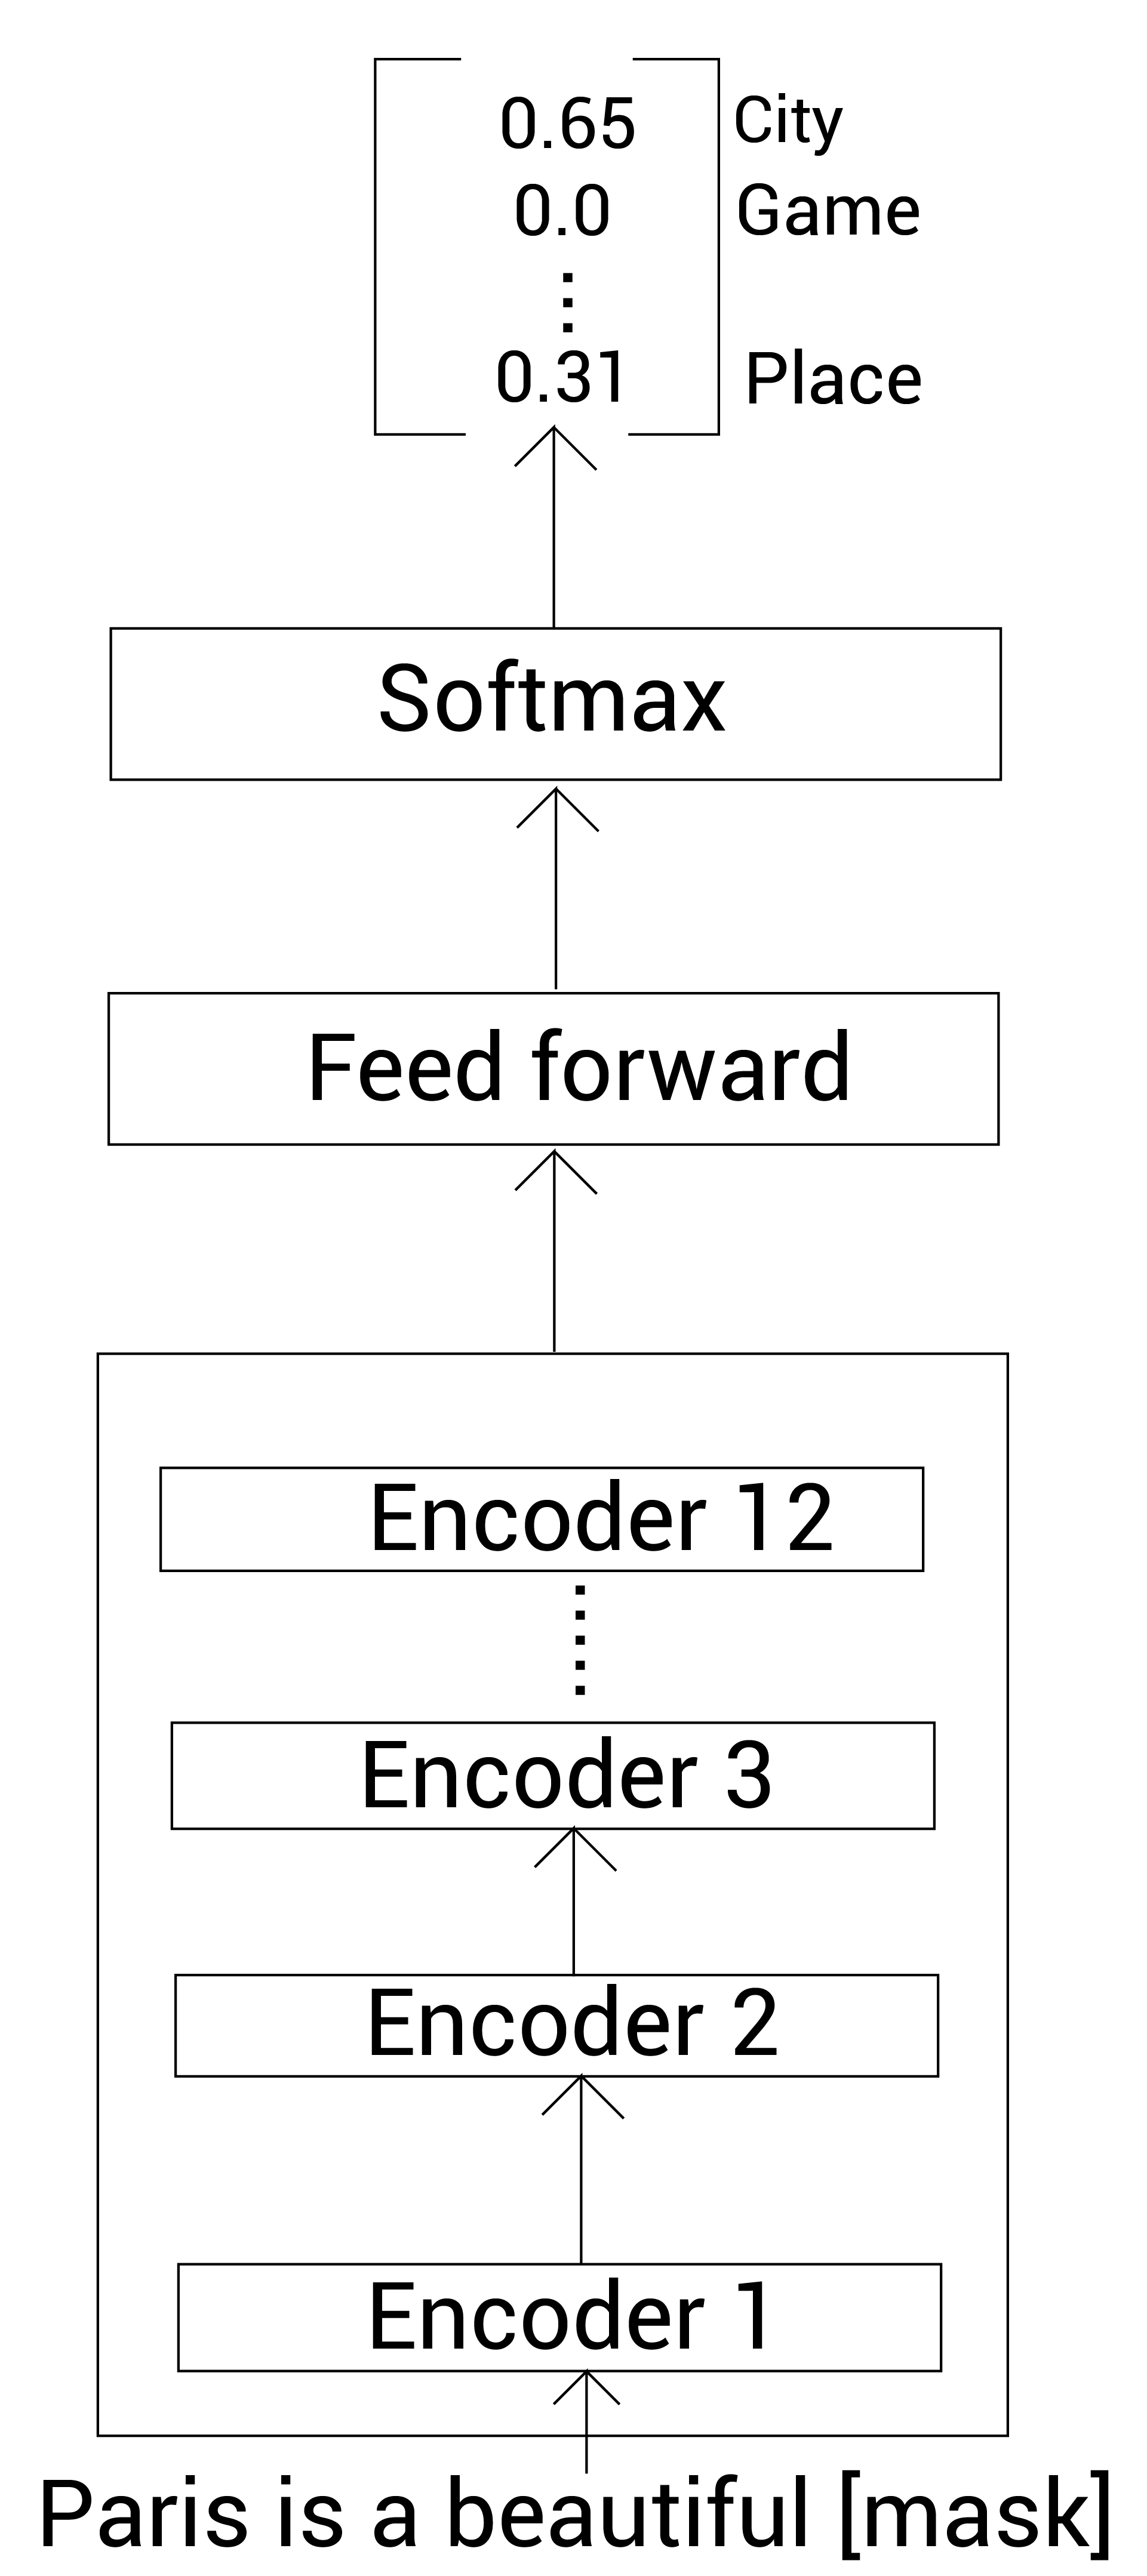 0.65 City
0.0 Game
0.31 Place
Softmax
Feed forward
Encoder 12
Encoder 3
Encoder 2
Encoder 1
Paris is a beautiful [mask]